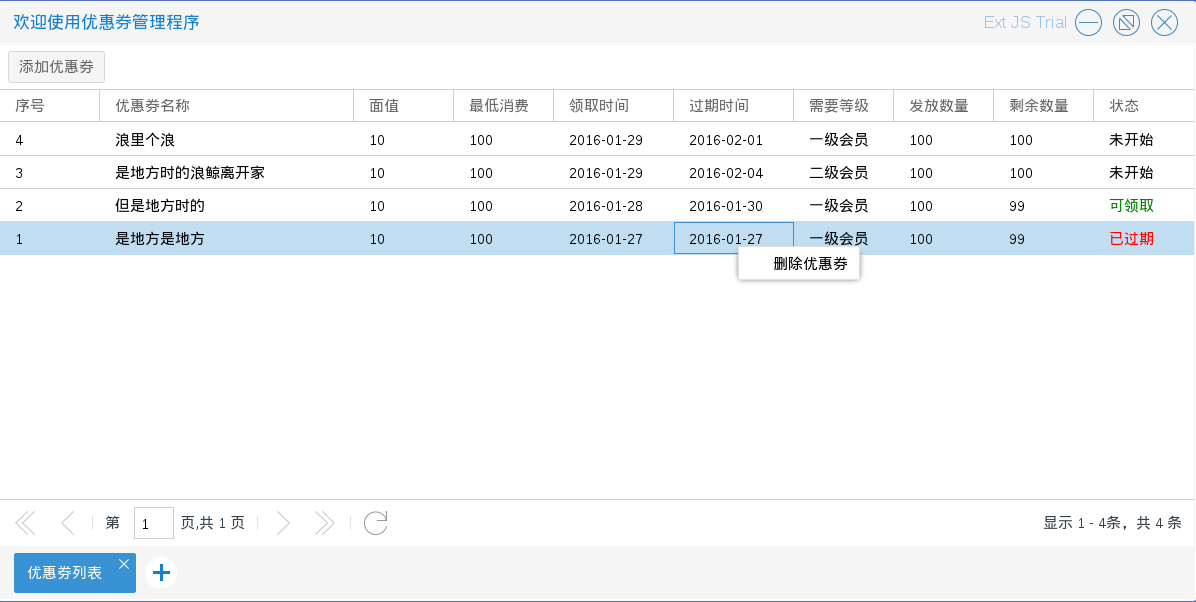 欢迎使用优惠券管理程序 Ext JS Trial
添加优惠券
序号 优惠券名称 面值 最低消费 领取时间 过期时间 需要等级 发放数量 剩余数量 状态
4 浪里个浪 10 100 2016-01-29 2016-02-01 一级会员 100 100 未开始
3 是地方时的浪鲸离开家 10 100 2016-01-29 2016-02-04 二级会员 100 100 未开始
2 但是地方时的 10 100 2016-01-28 2016-01-30 一级会员 100 99 可领取
1 是地方是地方 10 100 2016-01-27 2016-01-27 一级会员 100 99 已过期
删除优惠券
第 1 页,共 1 页 显示 1 - 4条，共 4 条
优惠券列表